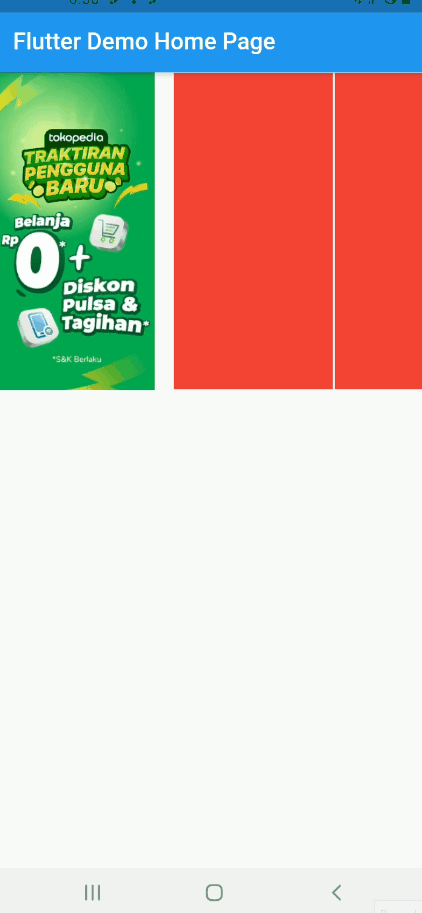 Flutter Demo Home Page
tokopedia
TRAKTIRAN
PENGGUNA
BARU
Belanja
Rp 0* +
Diskon
Pulsa &
Tagihan*
*S&K Berlaku